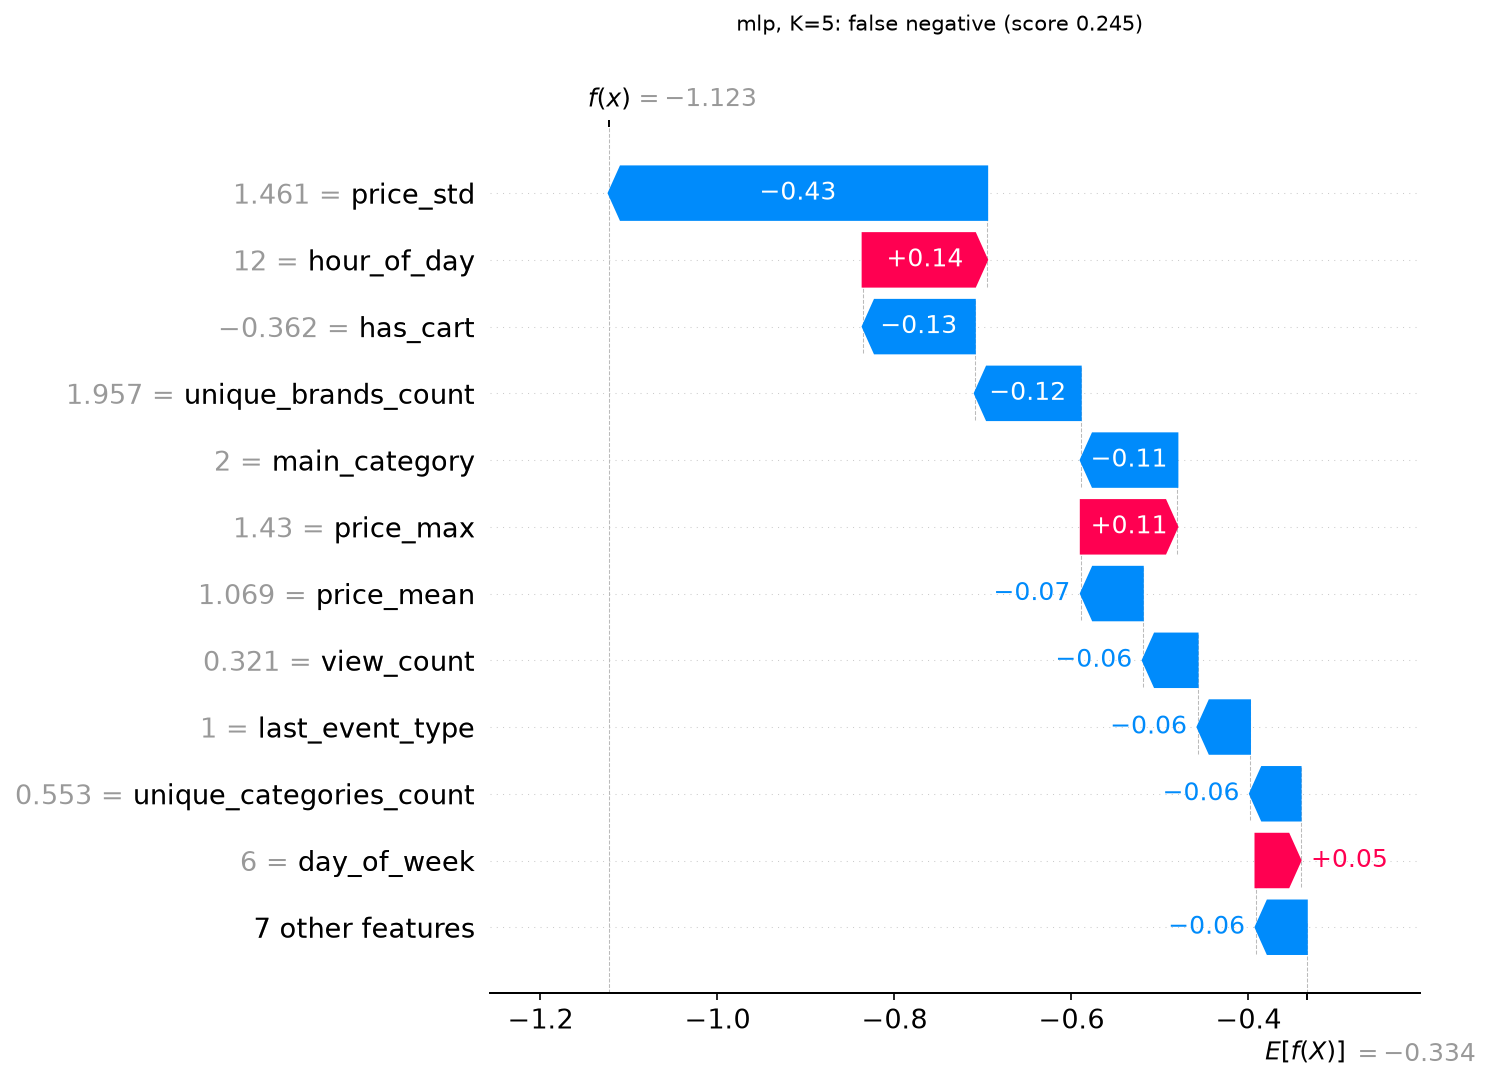 mlp, K=5: false negative (score 0.245)
f(x) = −1.123
1.461 = price_std −0.43
12 = hour_of_day +0.14
−0.362 = has_cart −0.13
1.957 = unique_brands_count −0.12
2 = main_category −0.11
1.43 = price_max +0.11
1.069 = price_mean −0.07
0.321 = view_count −0.06
1 = last_event_type −0.06
0.553 = unique_categories_count −0.06
6 = day_of_week +0.05
7 other features −0.06
−1.2 −1.0 −0.8 −0.6 −0.4
E[f(X)] = −0.334